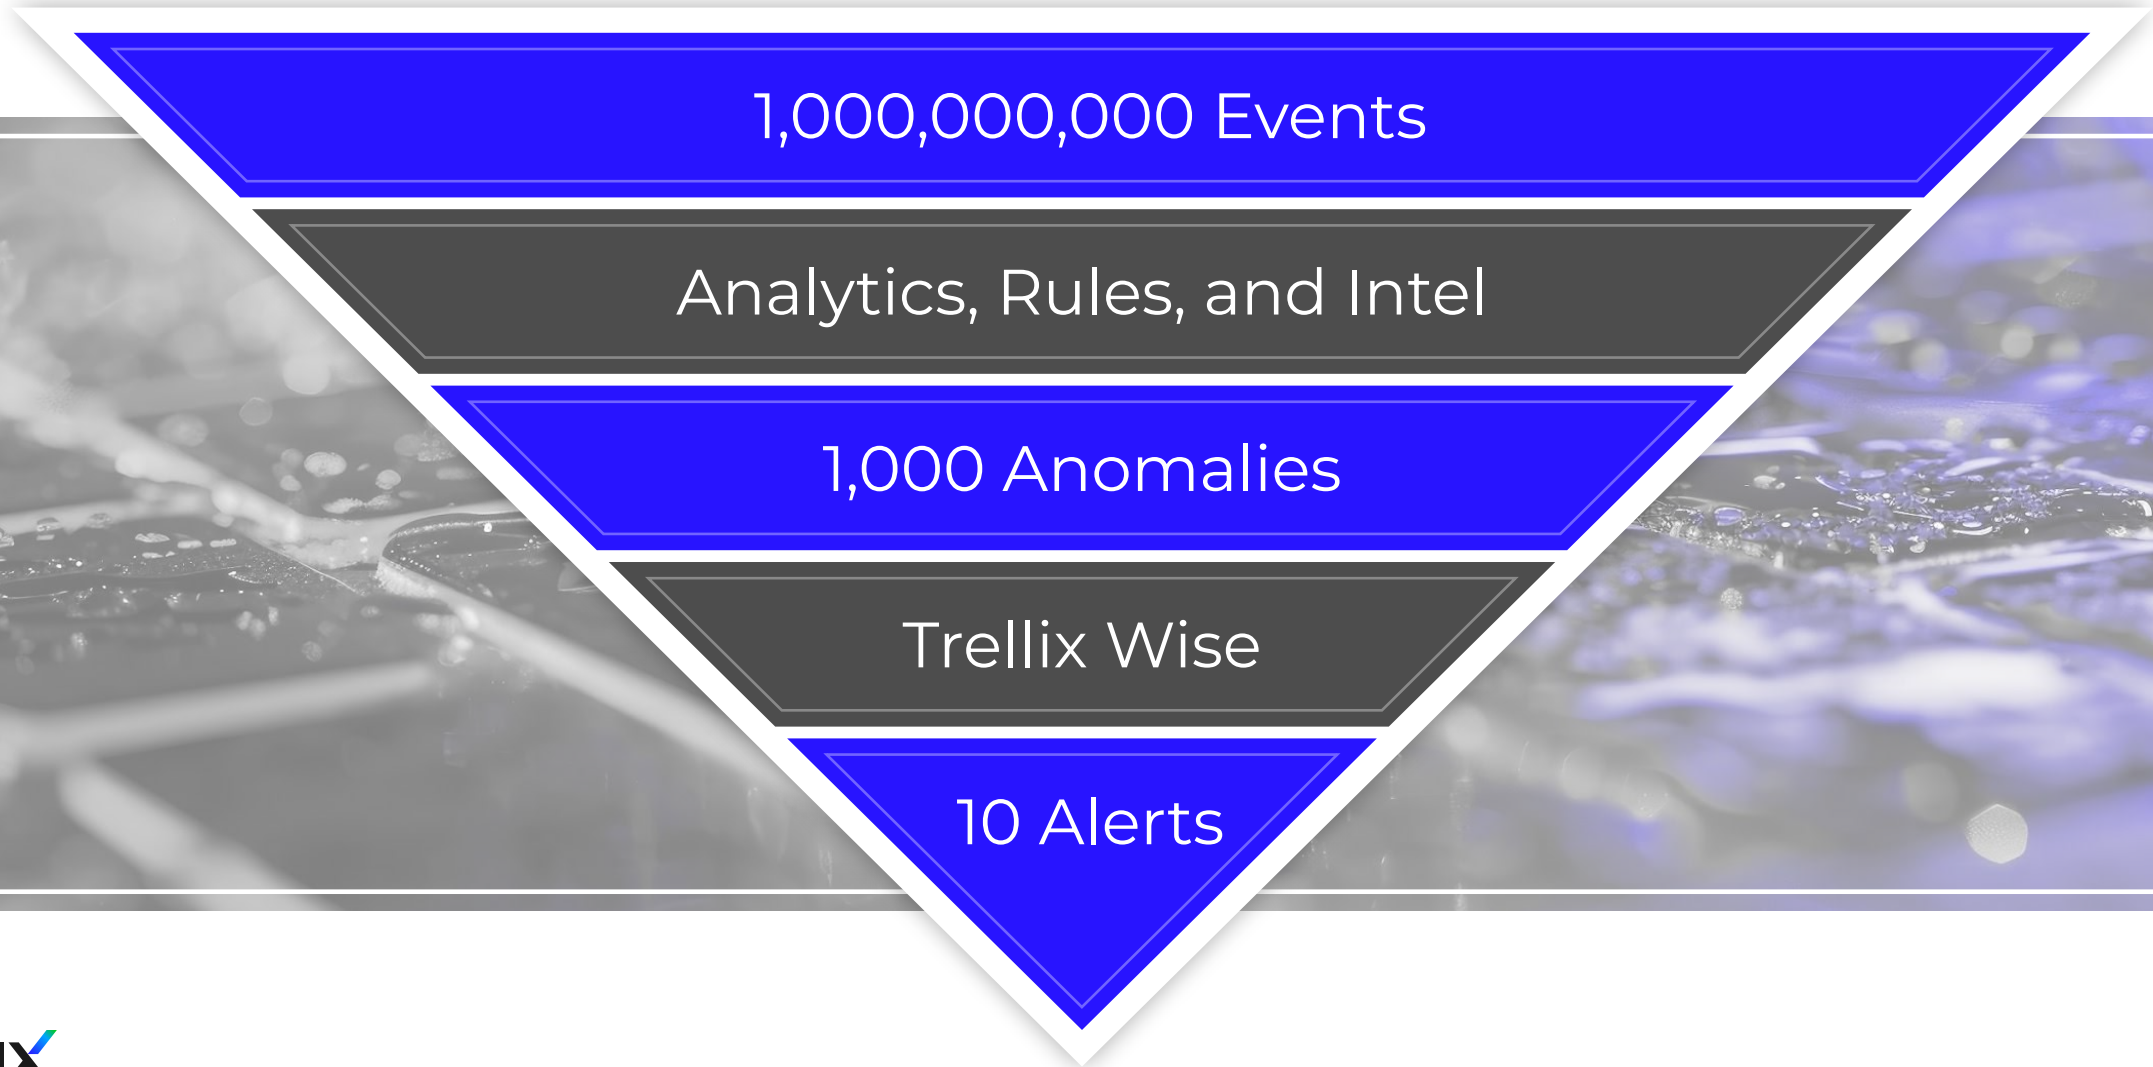 1,000,000,000 Events
Analytics, Rules, and Intel
1,000 Anomalies
Trellix Wise
10 Alerts